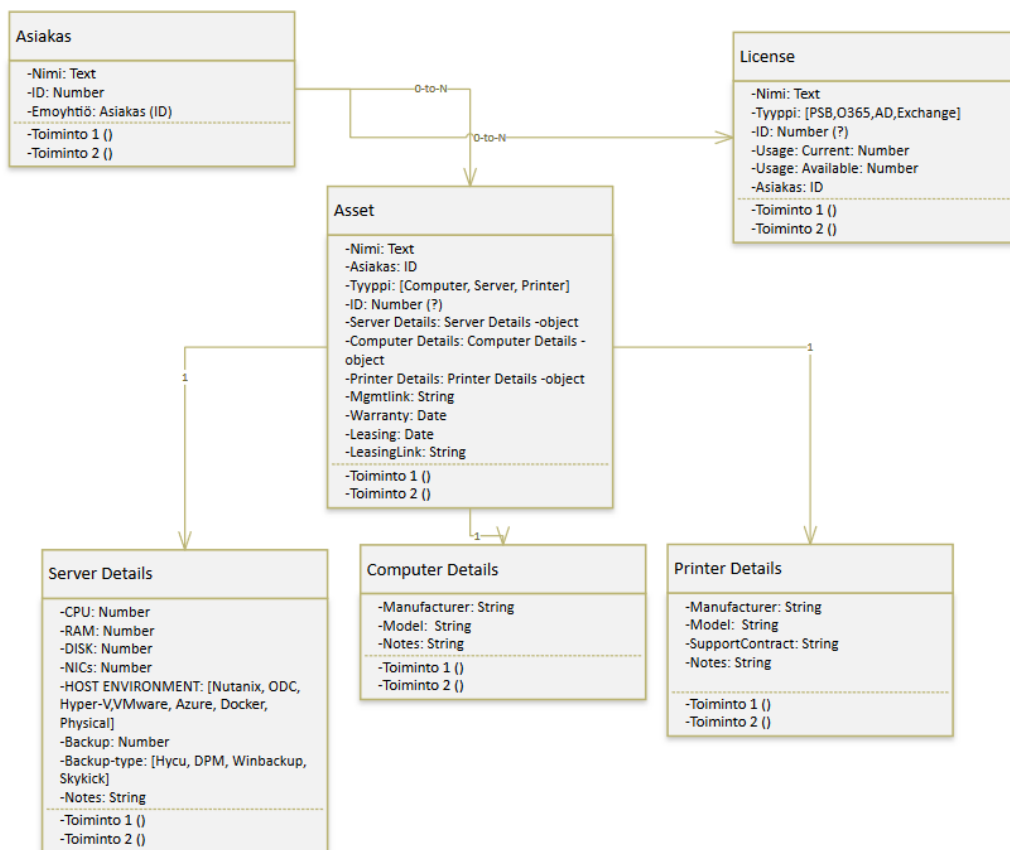 Asiakas
-Nimi: Text
-ID: Number
-Emoyhtiö: Asiakas (ID)
-Toiminto 1 ()
-Toiminto 2 ()
0-to-N
0-to-N
License
-Nimi: Text
-Tyyppi: [PSB,O365,AD,Exchange]
-ID: Number (?)
-Usage: Current: Number
-Usage: Available: Number
-Asiakas: ID
-Toiminto 1 ()
-Toiminto 2 ()
Asset
-Nimi: Text
-Asiakas: ID
-Tyyppi: [Computer, Server, Printer]
-ID: Number (?)
-Server Details: Server Details -object
-Computer Details: Computer Details -
object
-Printer Details: Printer Details -object
-Mgmtlink: String
-Warranty: Date
-Leasing: Date
-LeasingLink: String
-Toiminto 1 ()
-Toiminto 2 ()
1
1
1
Server Details
-CPU: Number
-RAM: Number
-DISK: Number
-NICs: Number
-HOST ENVIRONMENT: [Nutanix, ODC,
Hyper-V,VMware, Azure, Docker,
Physical]
-Backup: Number
-Backup-type: [Hycu, DPM, Winbackup,
Skykick]
-Notes: String
-Toiminto 1 ()
-Toiminto 2 ()
Computer Details
-Manufacturer: String
-Model:  String
-Notes: String
-Toiminto 1 ()
-Toiminto 2 ()
Printer Details
-Manufacturer: String
-Model:  String
-SupportContract: String
-Notes: String
-Toiminto 1 ()
-Toiminto 2 ()